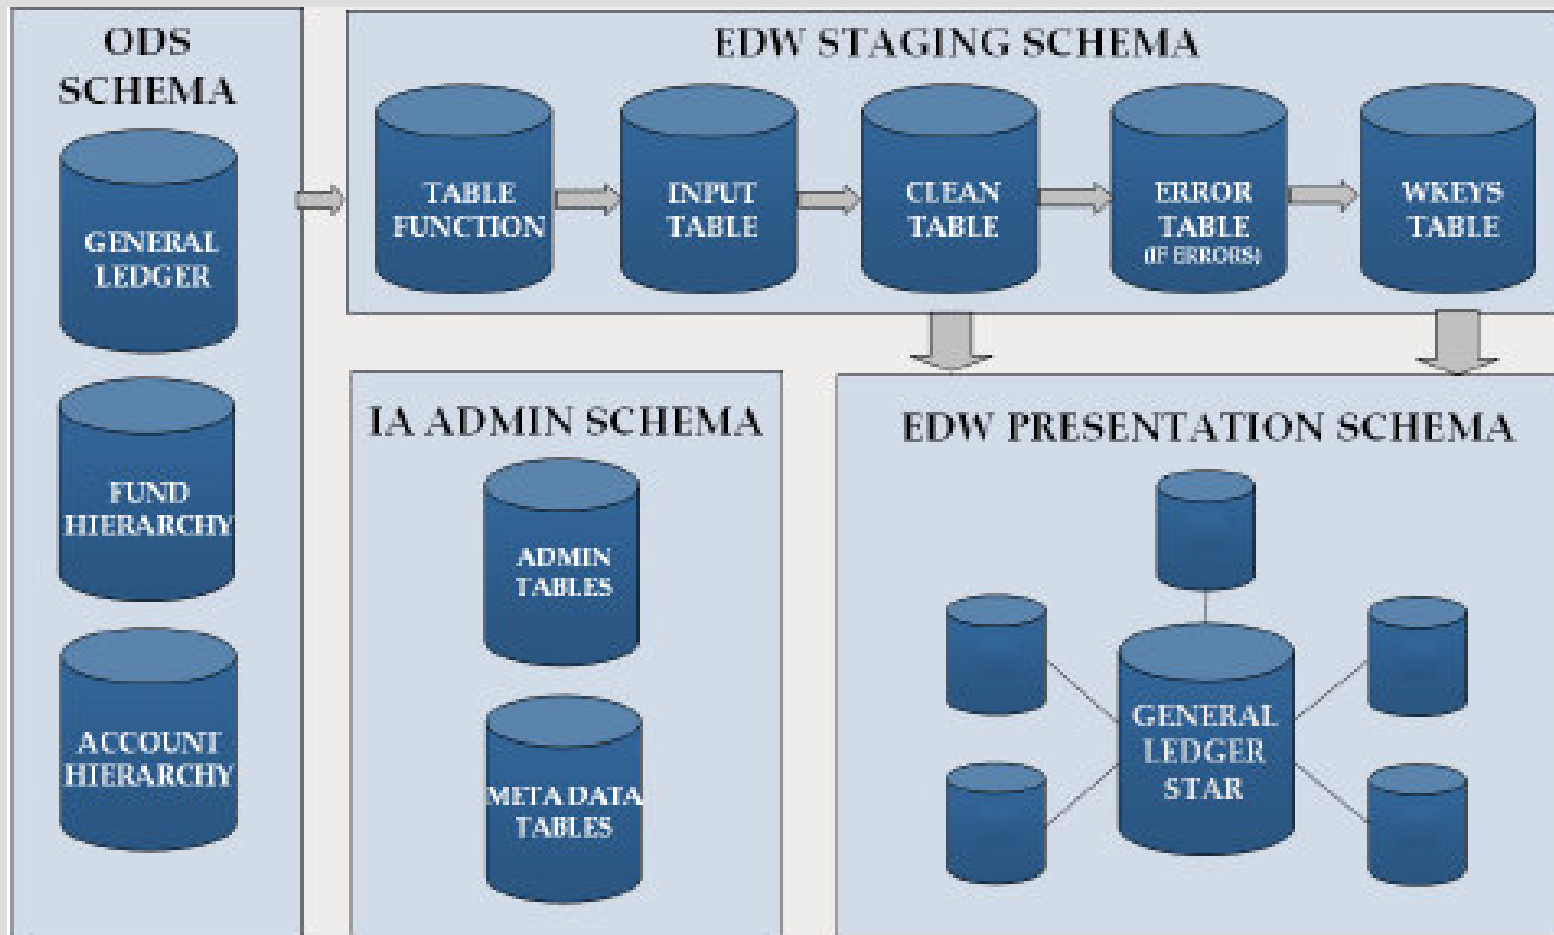 ODS
SCHEMA
GENERAL
LEDGER
FUND
HIERARCHY
ACCOUNT
HIERARCHY
EDW STAGING SCHEMA
TABLE
FUNCTION
INPUT
TABLE
CLEAN
TABLE
ERROR
TABLE
(IF ERRORS)
WKEYS
TABLE
IA ADMIN SCHEMA
ADMIN
TABLES
META DATA
TABLES
EDW PRESENTATION SCHEMA
GENERAL
LEDGER
STAR